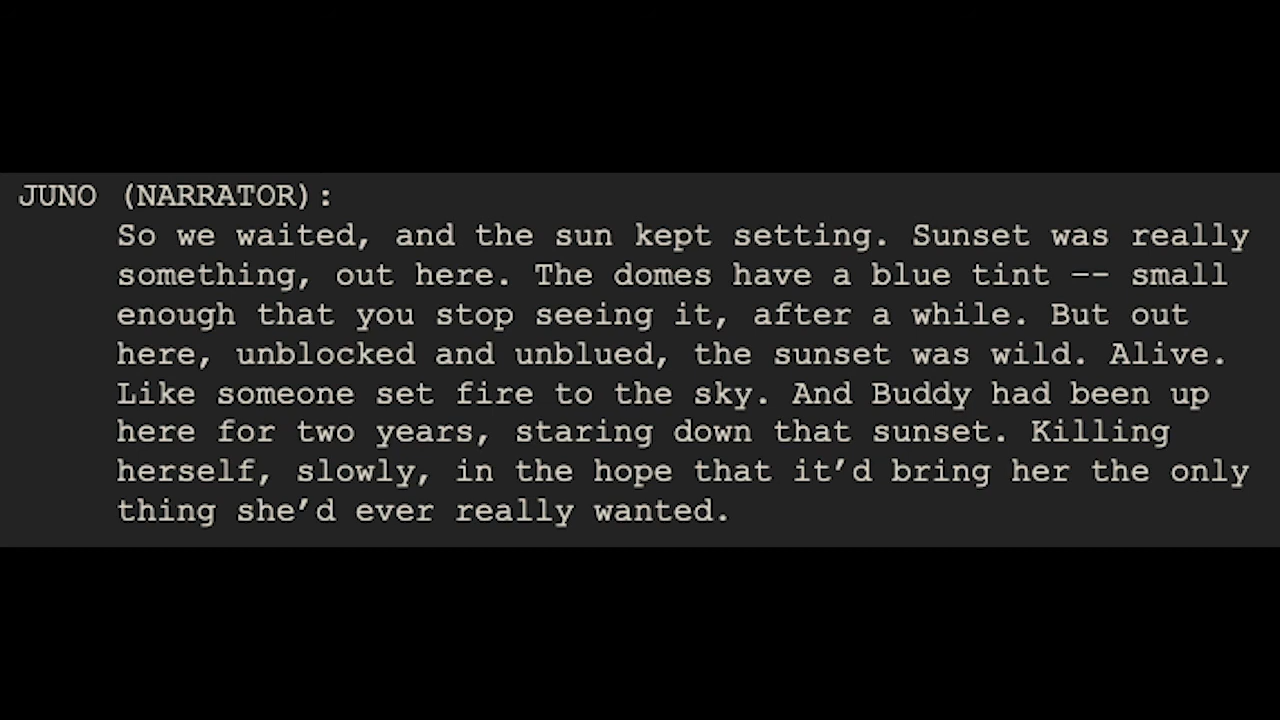 JUNO (NARRATOR):
So we waited, and the sun kept setting. Sunset was really
something, out here. The domes have a blue tint -- small
enough that you stop seeing it, after a while. But out
here, unblocked and unblued, the sunset was wild. Alive.
Like someone set fire to the sky. And Buddy had been up
here for two years, staring down that sunset. Killing
herself, slowly, in the hope that it’d bring her the only
thing she’d ever really wanted.